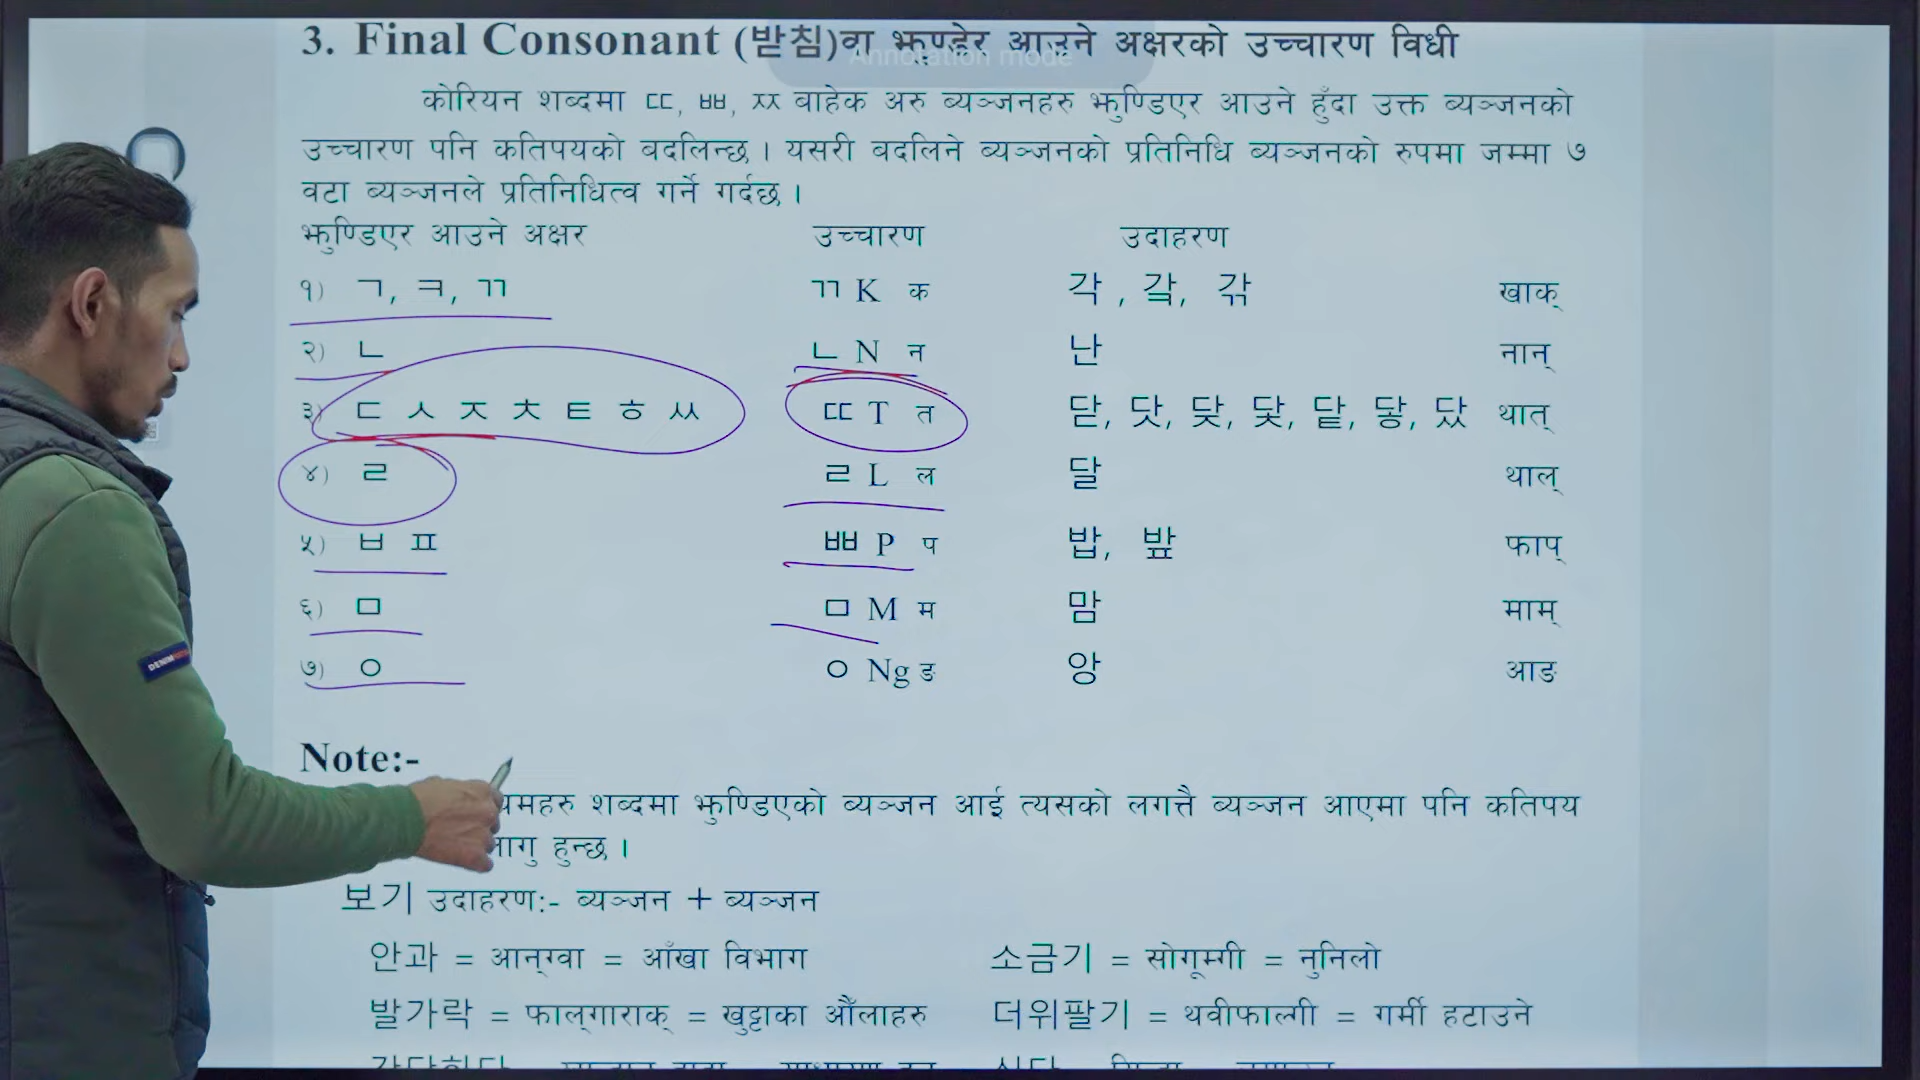 3. Final Consonant (받침)वा झुण्डेर आउने अक्षरको उच्चारण विधी
Annotation mode
कोरियन शब्दमा ㄸ, ㅃ, ㅉ वाहेक अरु ब्यञ्जनहरु झुण्डिएर आउने हुँदा उक्त ब्यञ्जनको
उच्चारण पनि कतिपयको बदलिन्छ । यसरी बदलिने ब्यञ्जनको प्रतिनिधि ब्यञ्जनको रुपमा जम्मा ७
वटा ब्यञ्जनले प्रतिनिधित्व गर्ने गर्दछ ।
झुण्डिएर आउने अक्षर उच्चारण उदाहरण
१) ㄱ, ㅋ, ㄲ ㄲ K क 각 , 갘, 갂 खाक्
२) ㄴ ㄴ N न 난 नान्
३) ㄷ ㅅ ㅈ ㅊ ㅌ ㅎ ㅆ ㄸ T त 닫, 닷, 닺, 닻, 닽, 닿, 닸 थात्
४) ㄹ ㄹ L ल 달 थाल्
५) ㅂ ㅍ ㅃ P प 밥, 밮 फाप्
६) ㅁ ㅁ M म 맘 माम्
७) ㅇ ㅇ Ng ङ 앙 आङ
Note:-
शब्दमा झुण्डिएको ब्यञ्जन आई त्यसको लगत्तै ब्यञ्जन आएमा पनि कतिपय
हुन्छ ।
보기 उदाहरण:- ब्यञ्जन + ब्यञ्जन
안과 = आन्ग्वा = आँखा विभाग 소금기 = सोगूम्गी = नुनिलो
발가락 = फाल्गाराक् = खुट्टाका औँलाहरु 더위팔기 = थवीफाल्गी = गर्मी हटाउने
DENIM